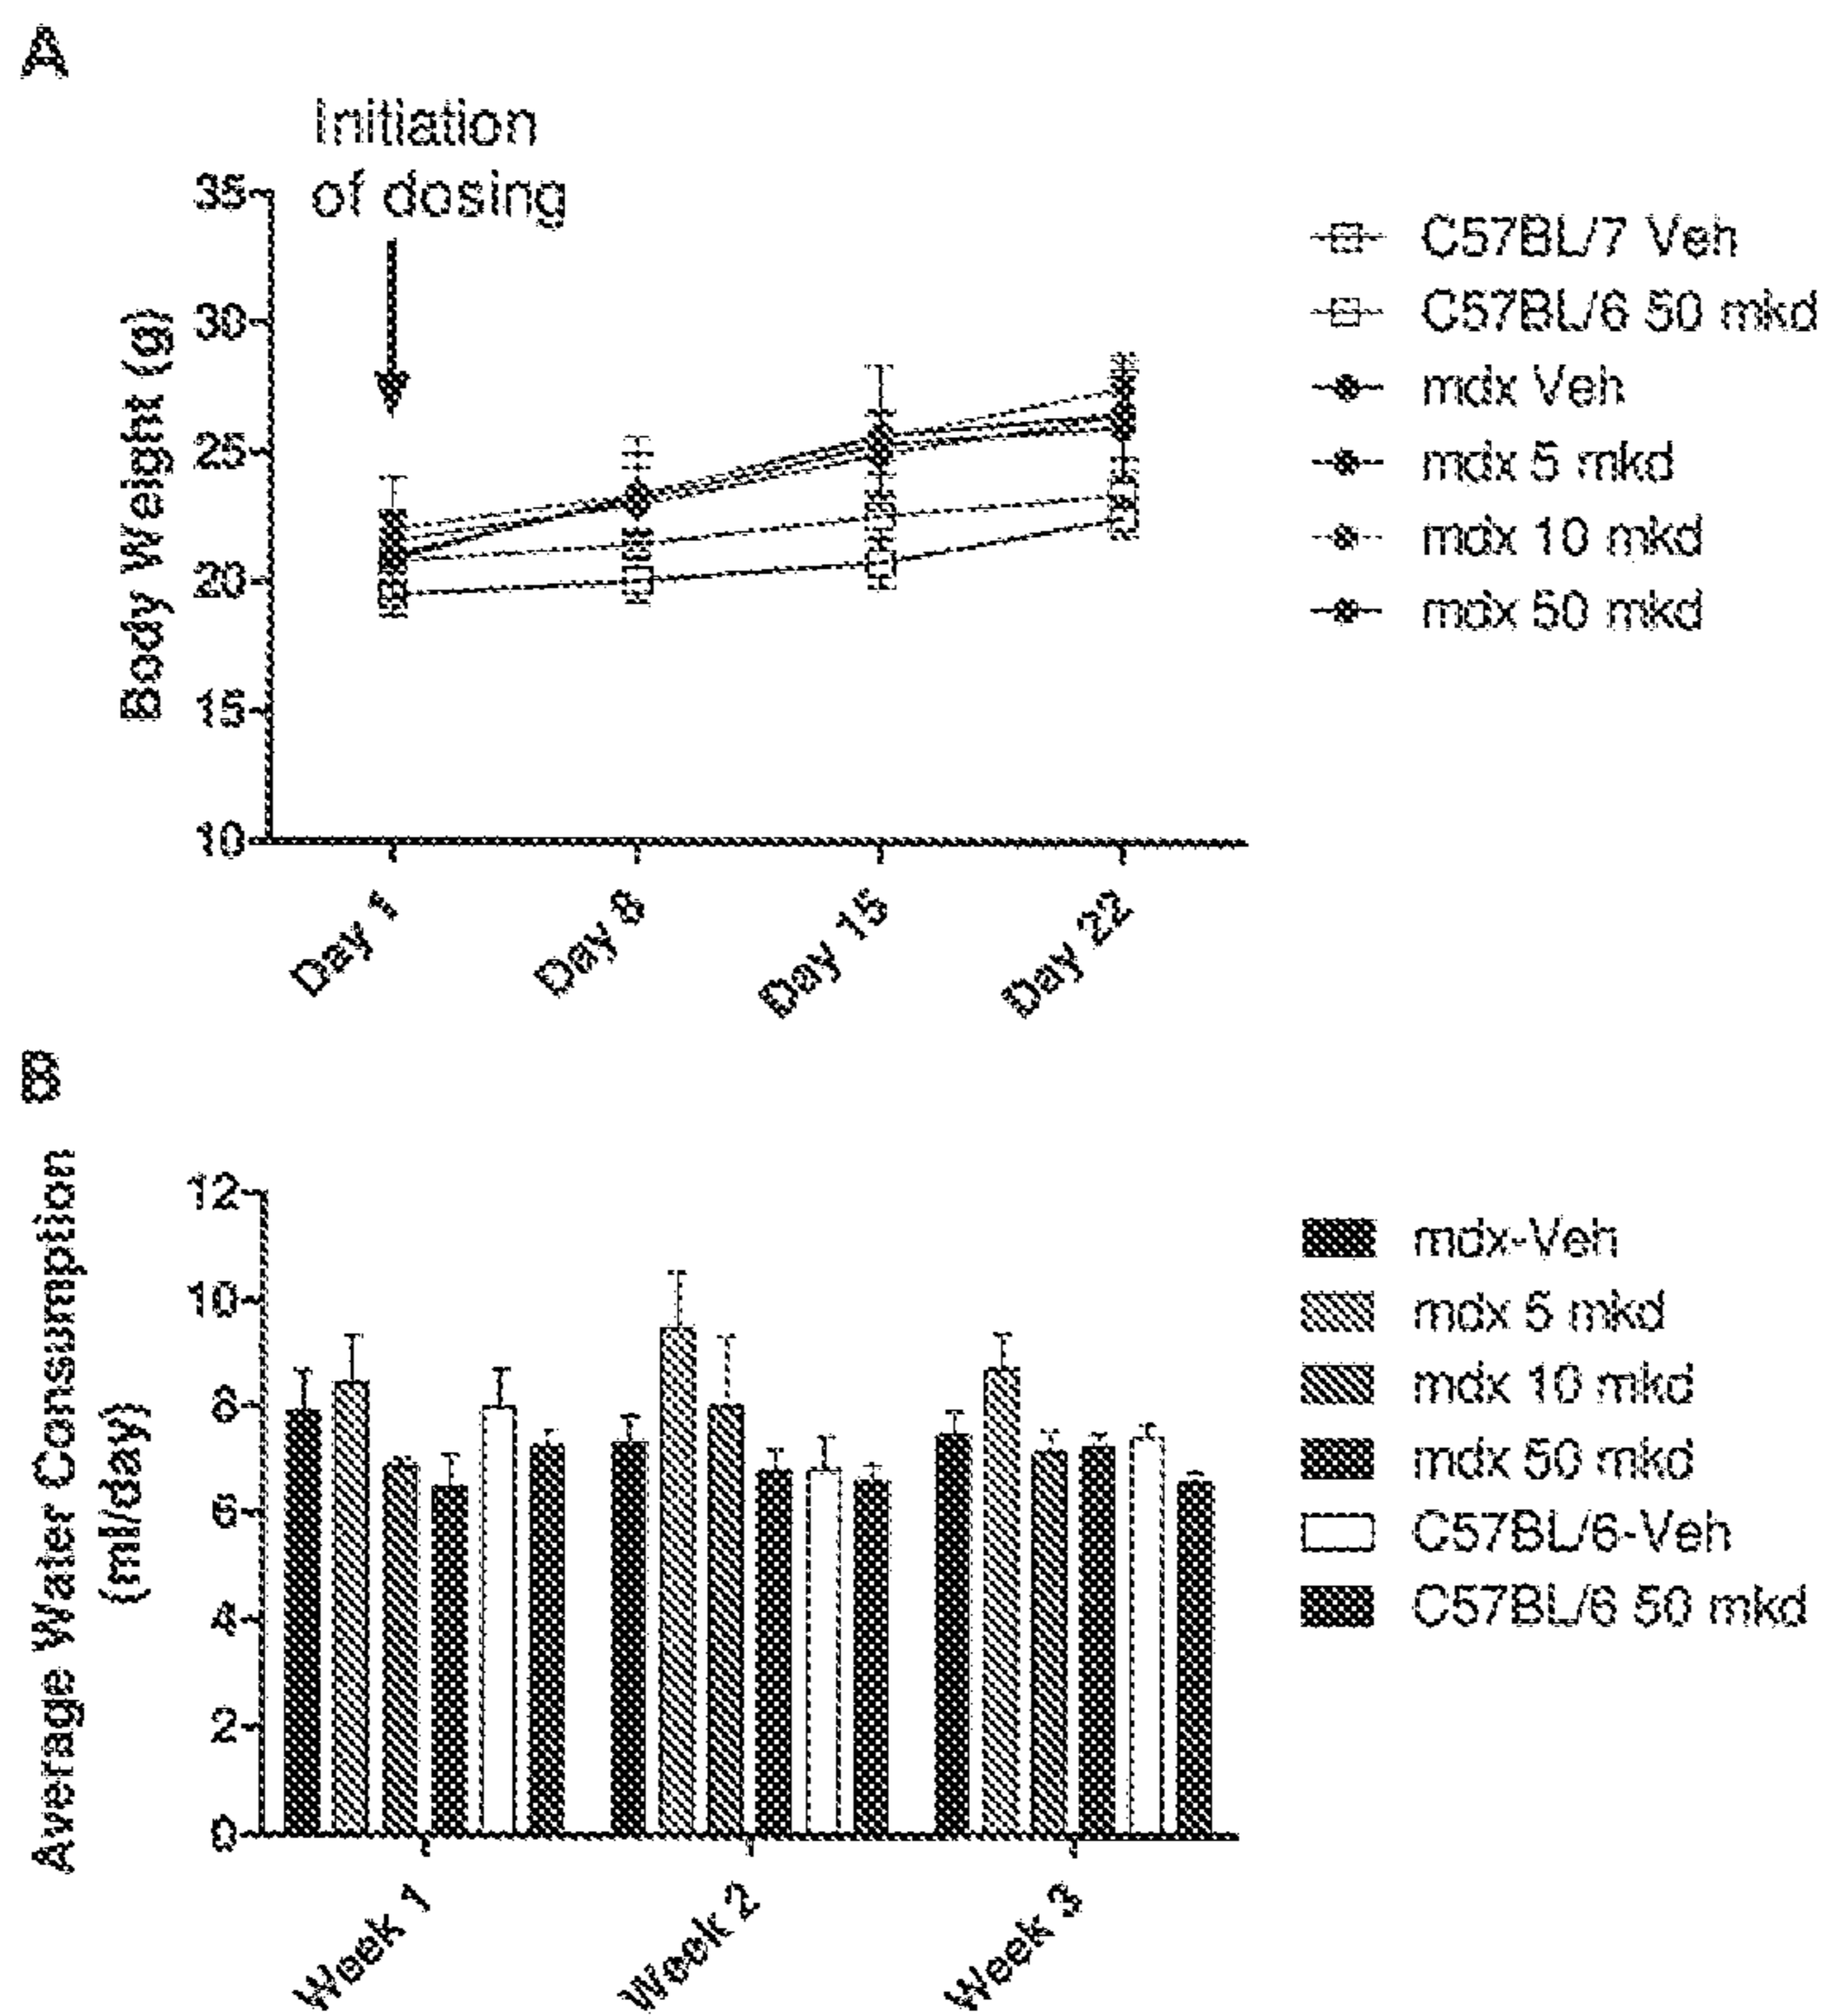 A
Initiation
of dosing
35
30
25
20
15
10
Body Weight (g)
Day 1
Day 8
Day 15
Day 22
C57BL/7 Veh
C57BL/6 50 mkd
mdx Veh
mdx 5 mkd
mdx 10 mkd
mdx 50 mkd
B
Average Water Consumption
(ml/day)
12
10
8
6
4
2
0
Week 1
Week 2
Week 3
mdx-Veh
mdx 5 mkd
mdx 10 mkd
mdx 50 mkd
C57BL/6-Veh
C57BL/6 50 mkd